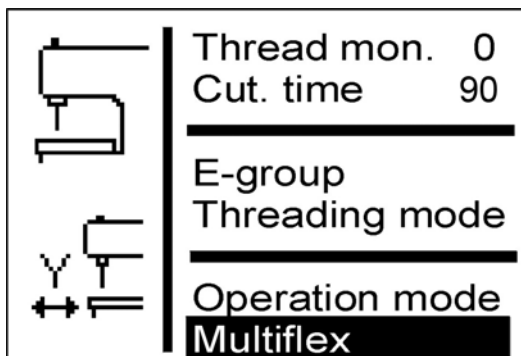 Thread mon. 0
Cut. time 90
E-group
Threading mode
Operation mode
Multiflex